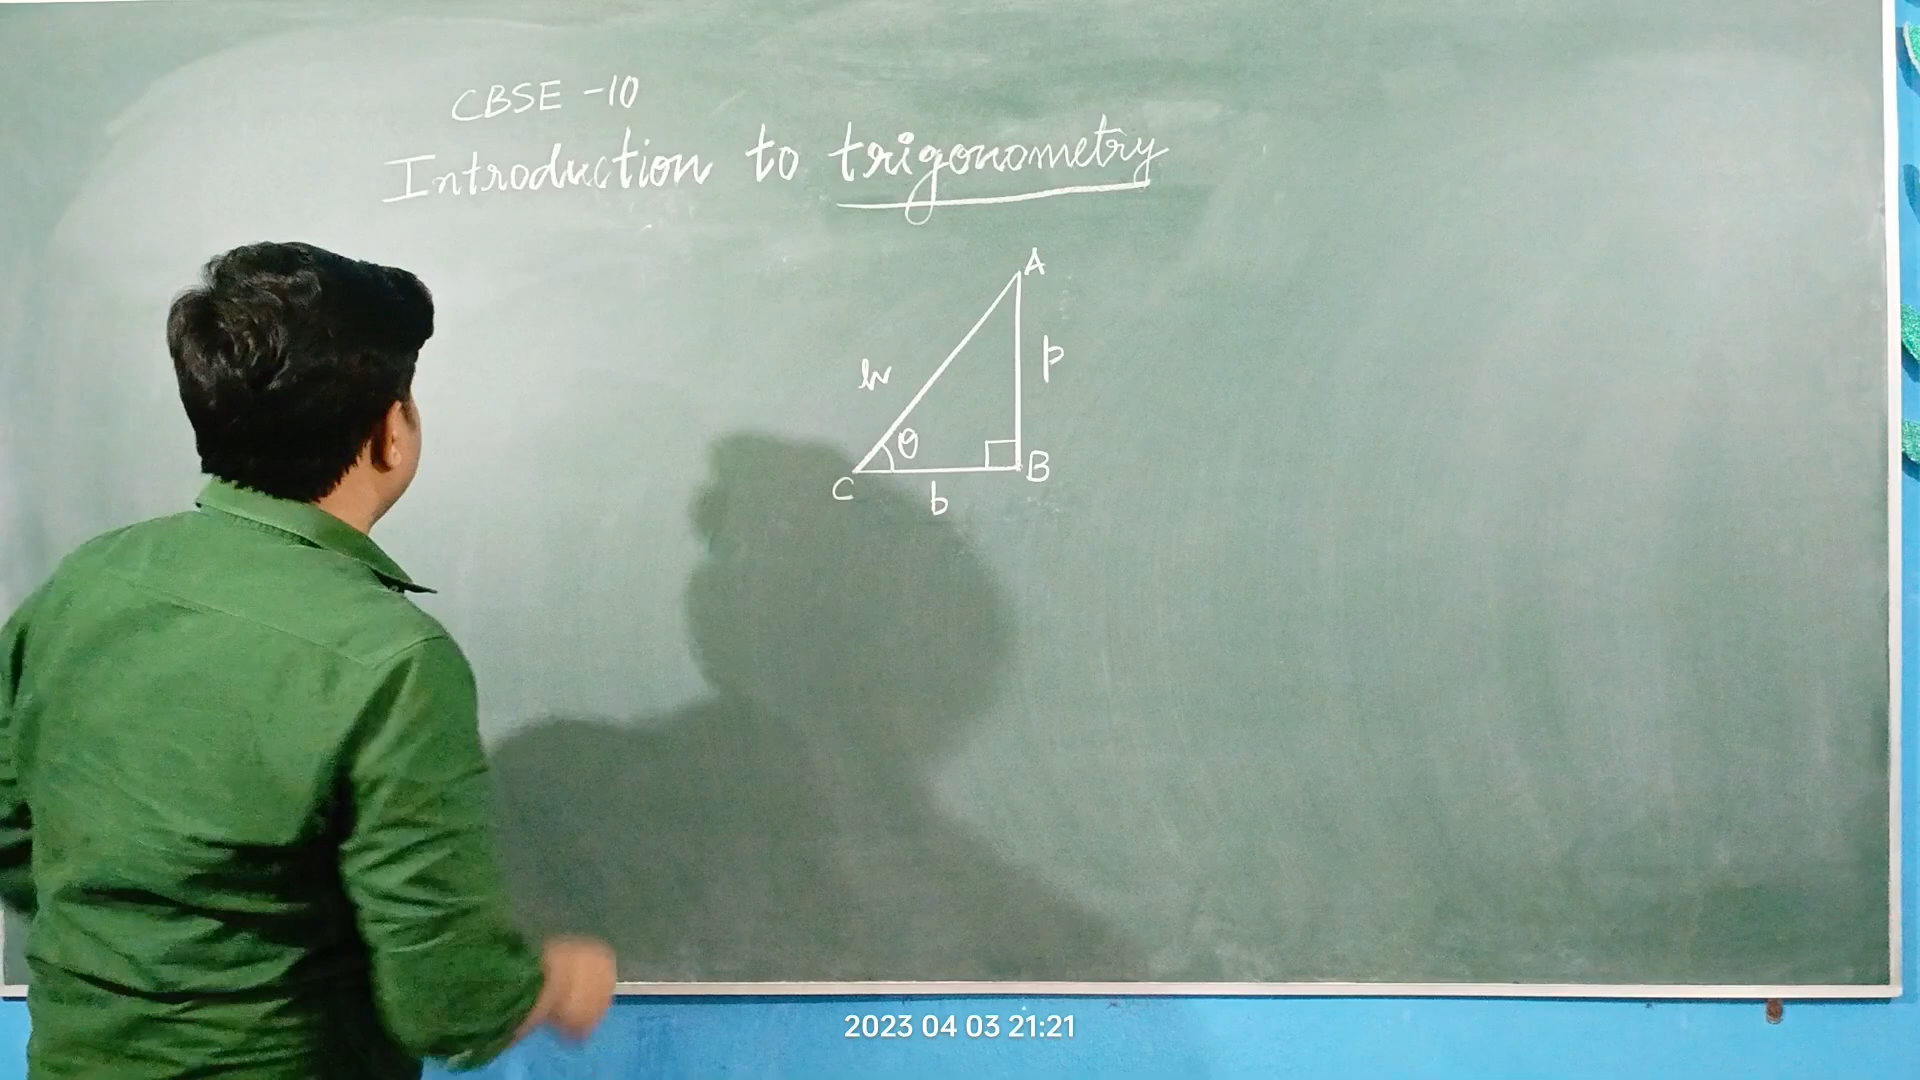 CBSE -10
Introduction to trigonometry
A
h
p
θ
C
B
b
2023 04 03 21:21